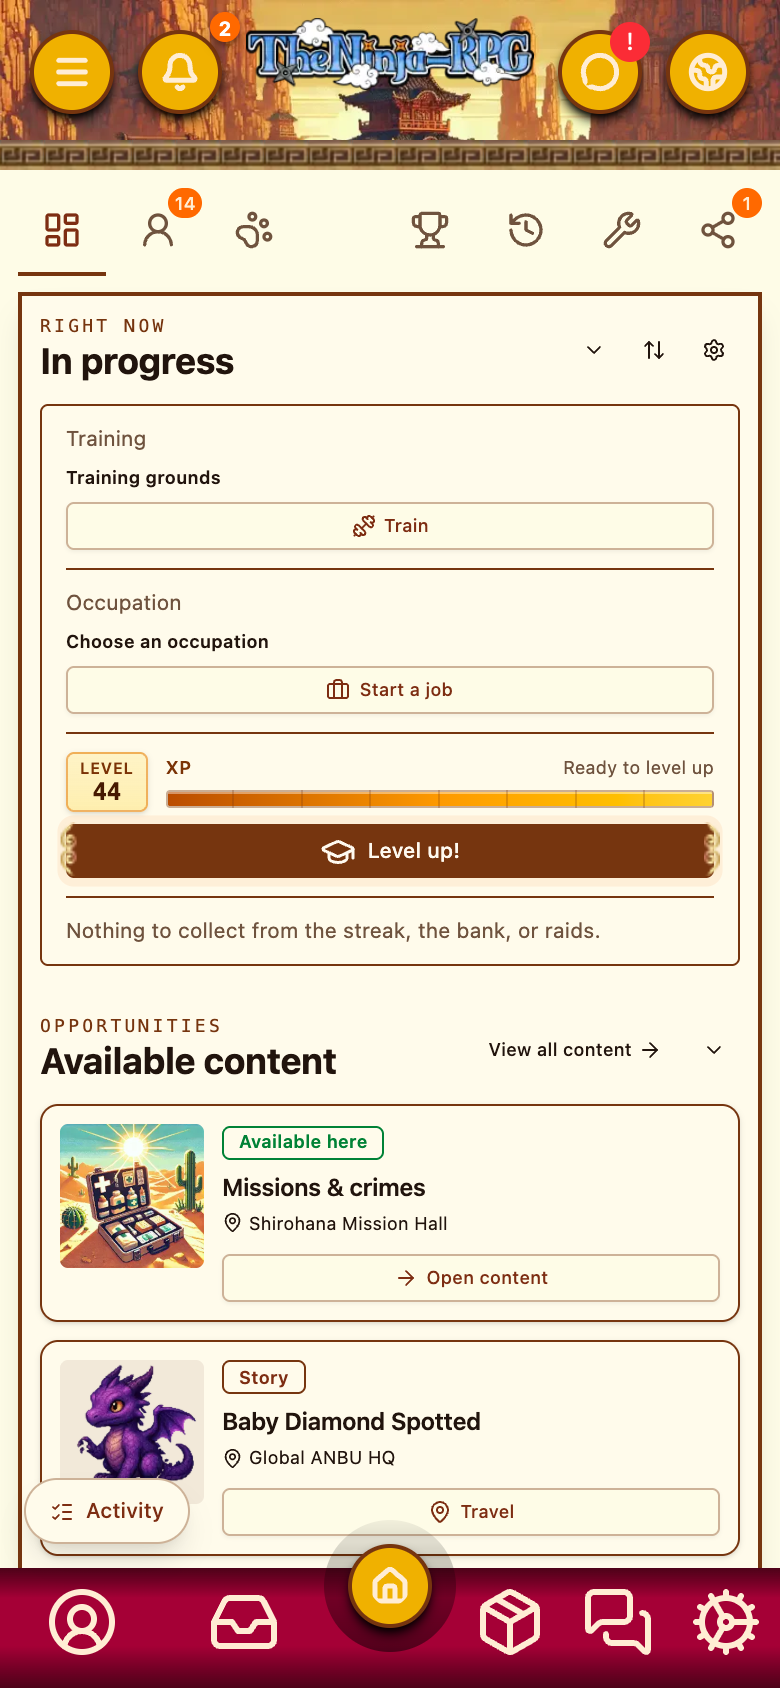 2
TheNinja-RPG
!
14
1
RIGHT NOW
In progress
Training
Training grounds
Train
Occupation
Choose an occupation
Start a job
LEVEL
44
XP
Ready to level up
Level up!
Nothing to collect from the streak, the bank, or raids.
OPPORTUNITIES
Available content
View all content
Available here
Missions & crimes
Shirohana Mission Hall
Open content
Story
Baby Diamond Spotted
Global ANBU HQ
Travel
Activity